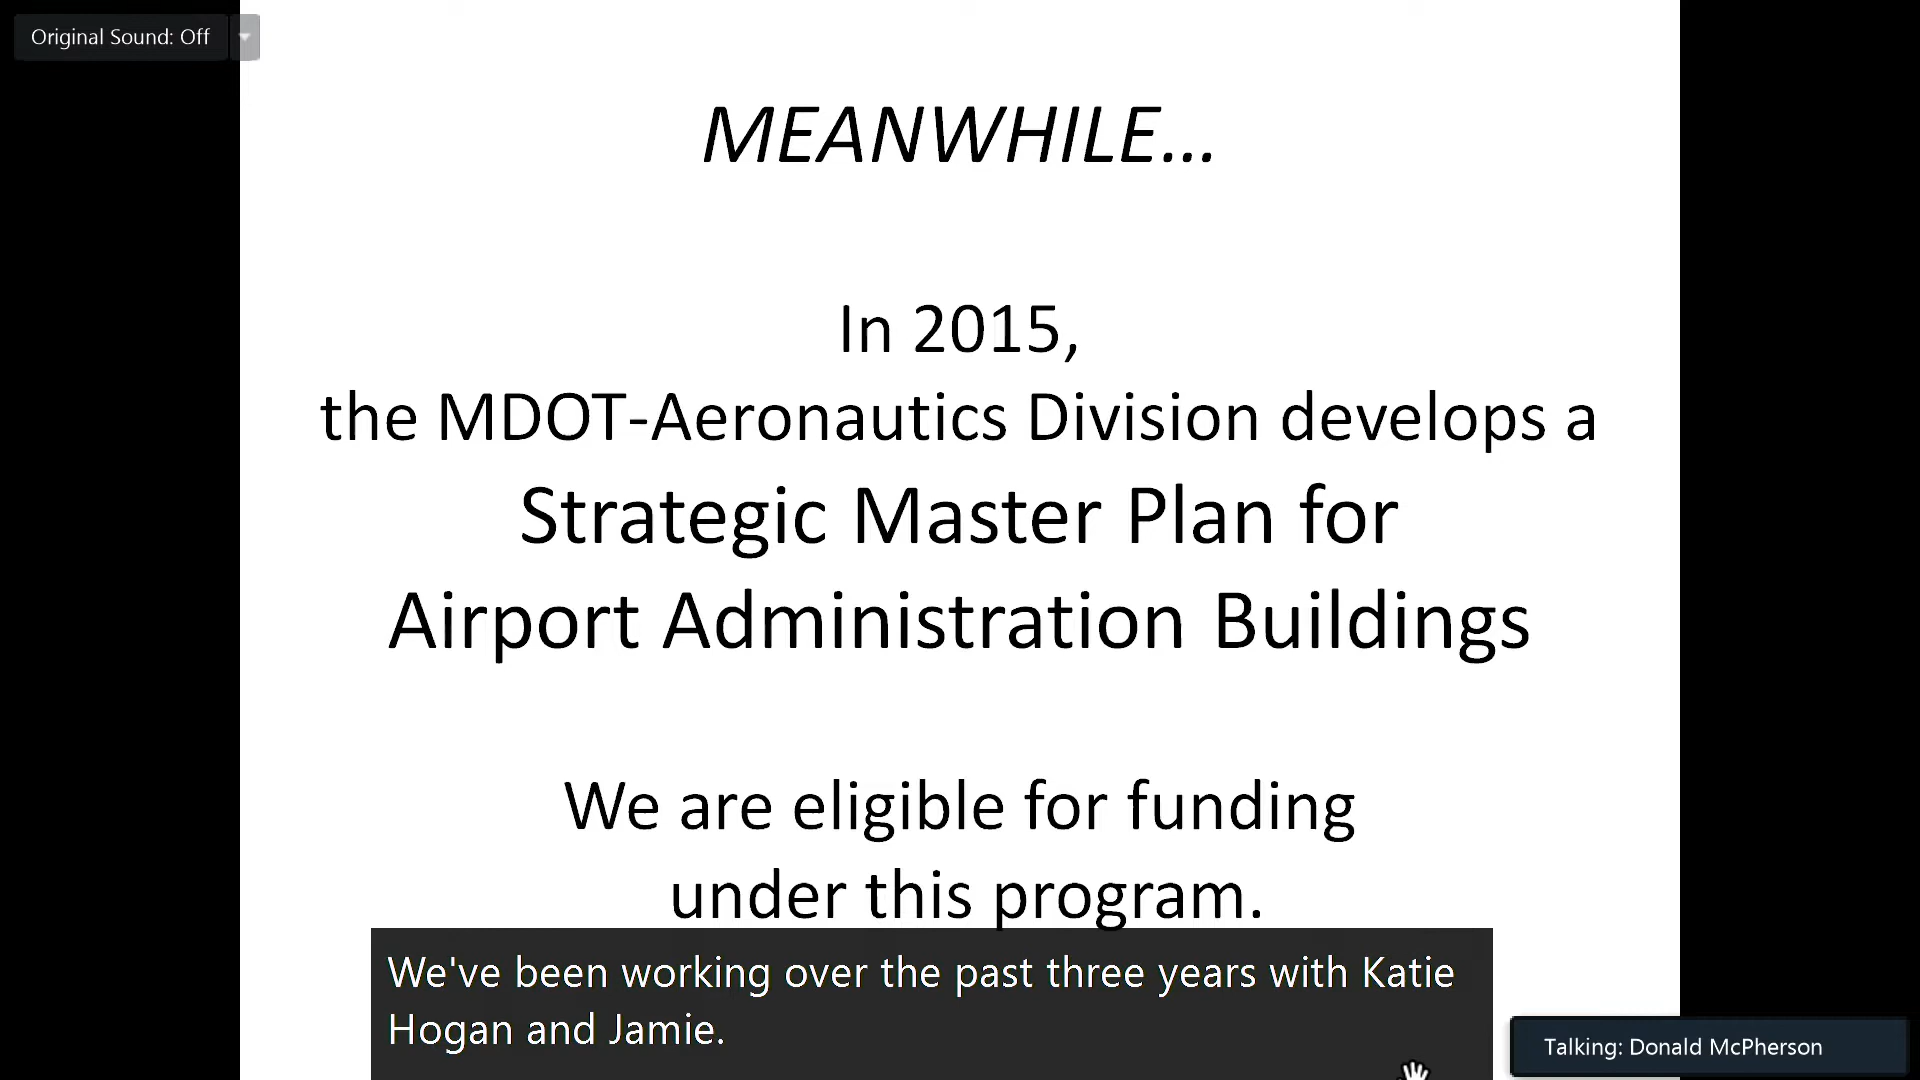 Original Sound: Off
MEANWHILE...
In 2015,
the MDOT-Aeronautics Division develops a
Strategic Master Plan for
Airport Administration Buildings
We are eligible for funding
under this program.
We've been working over the past three years with Katie
Hogan and Jamie.
Talking: Donald McPherson